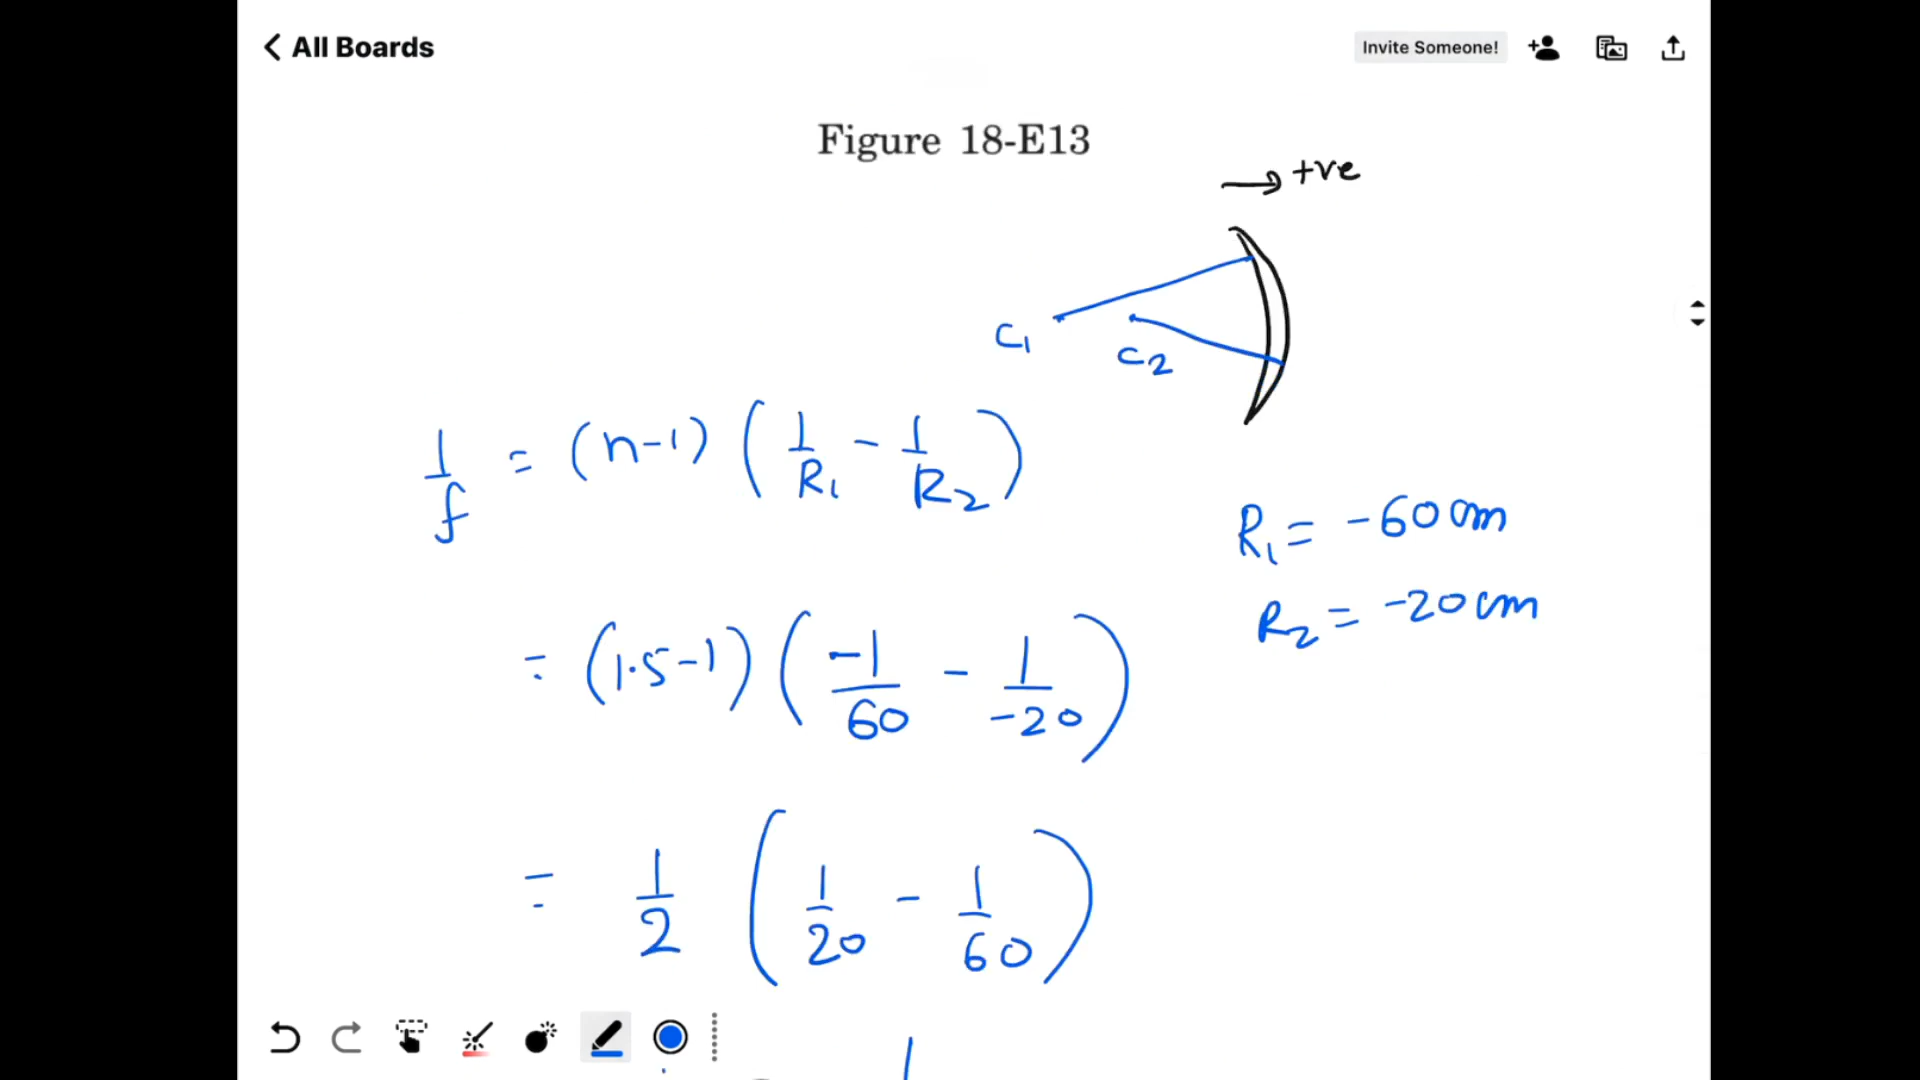 All Boards
Invite Someone!
Figure 18-E13
→ +ve
C₁
C₂
1/f = (n-1) (1/R₁ - 1/R₂)
R₁ = -60cm
R₂ = -20cm
= (1.5-1) (-1/60 - 1/-20)
= 1/2 (1/20 - 1/60)